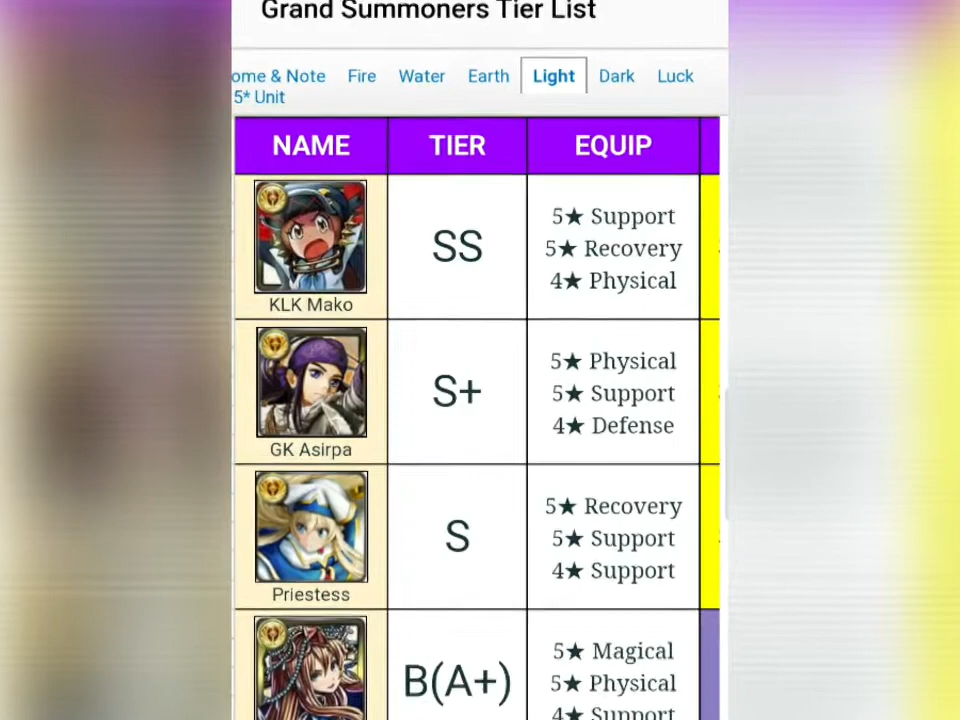 Grand Summoners Tier List
ome & Note Fire Water Earth Light Dark Luck
5* Unit
NAME TIER EQUIP
SS
5★ Support
5★ Recovery
4★ Physical
KLK Mako
S+
5★ Physical
5★ Support
4★ Defense
GK Asirpa
S
5★ Recovery
5★ Support
4★ Support
Priestess
B(A+)
5★ Magical
5★ Physical
4★ Support